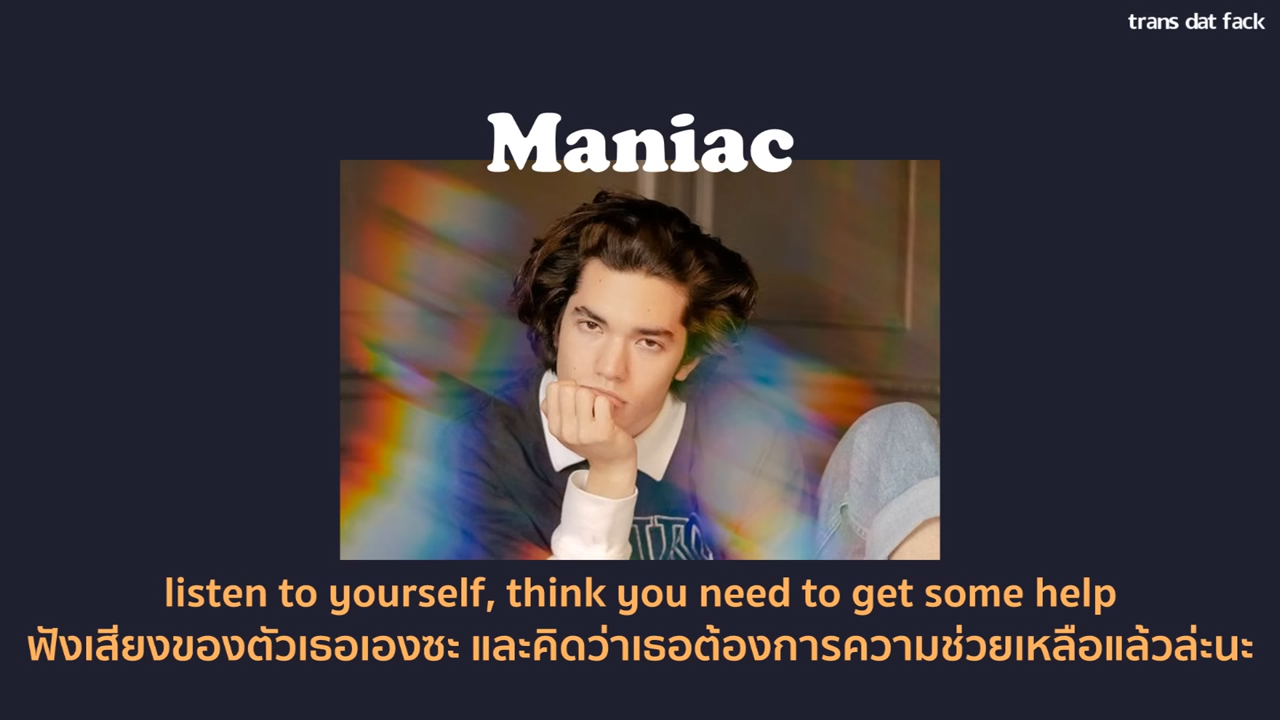 trans dat fack
Maniac
listen to yourself, think you need to get some help
ฟังเสียงของตัวเธอเองซะ และคิดว่าเธอต้องการความช่วยเหลือแล้วล่ะนะ